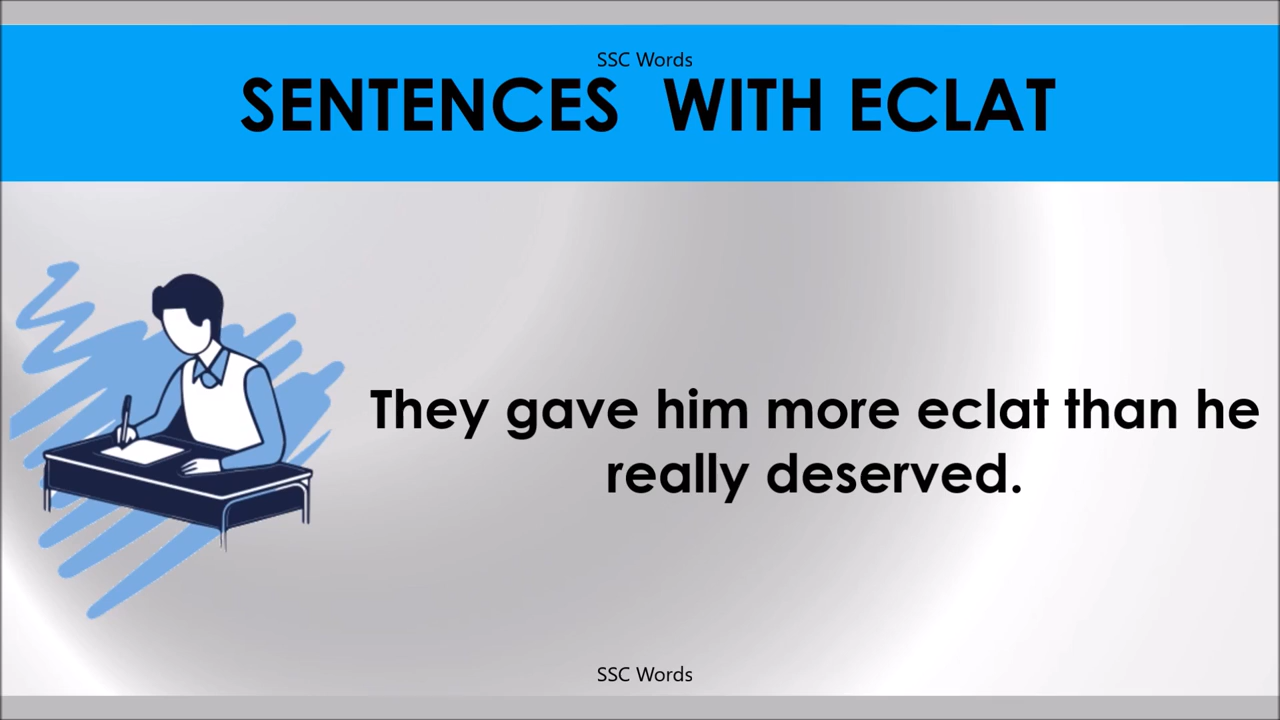 SSC Words
SENTENCES WITH ECLAT
They gave him more eclat than he
really deserved.
SSC Words